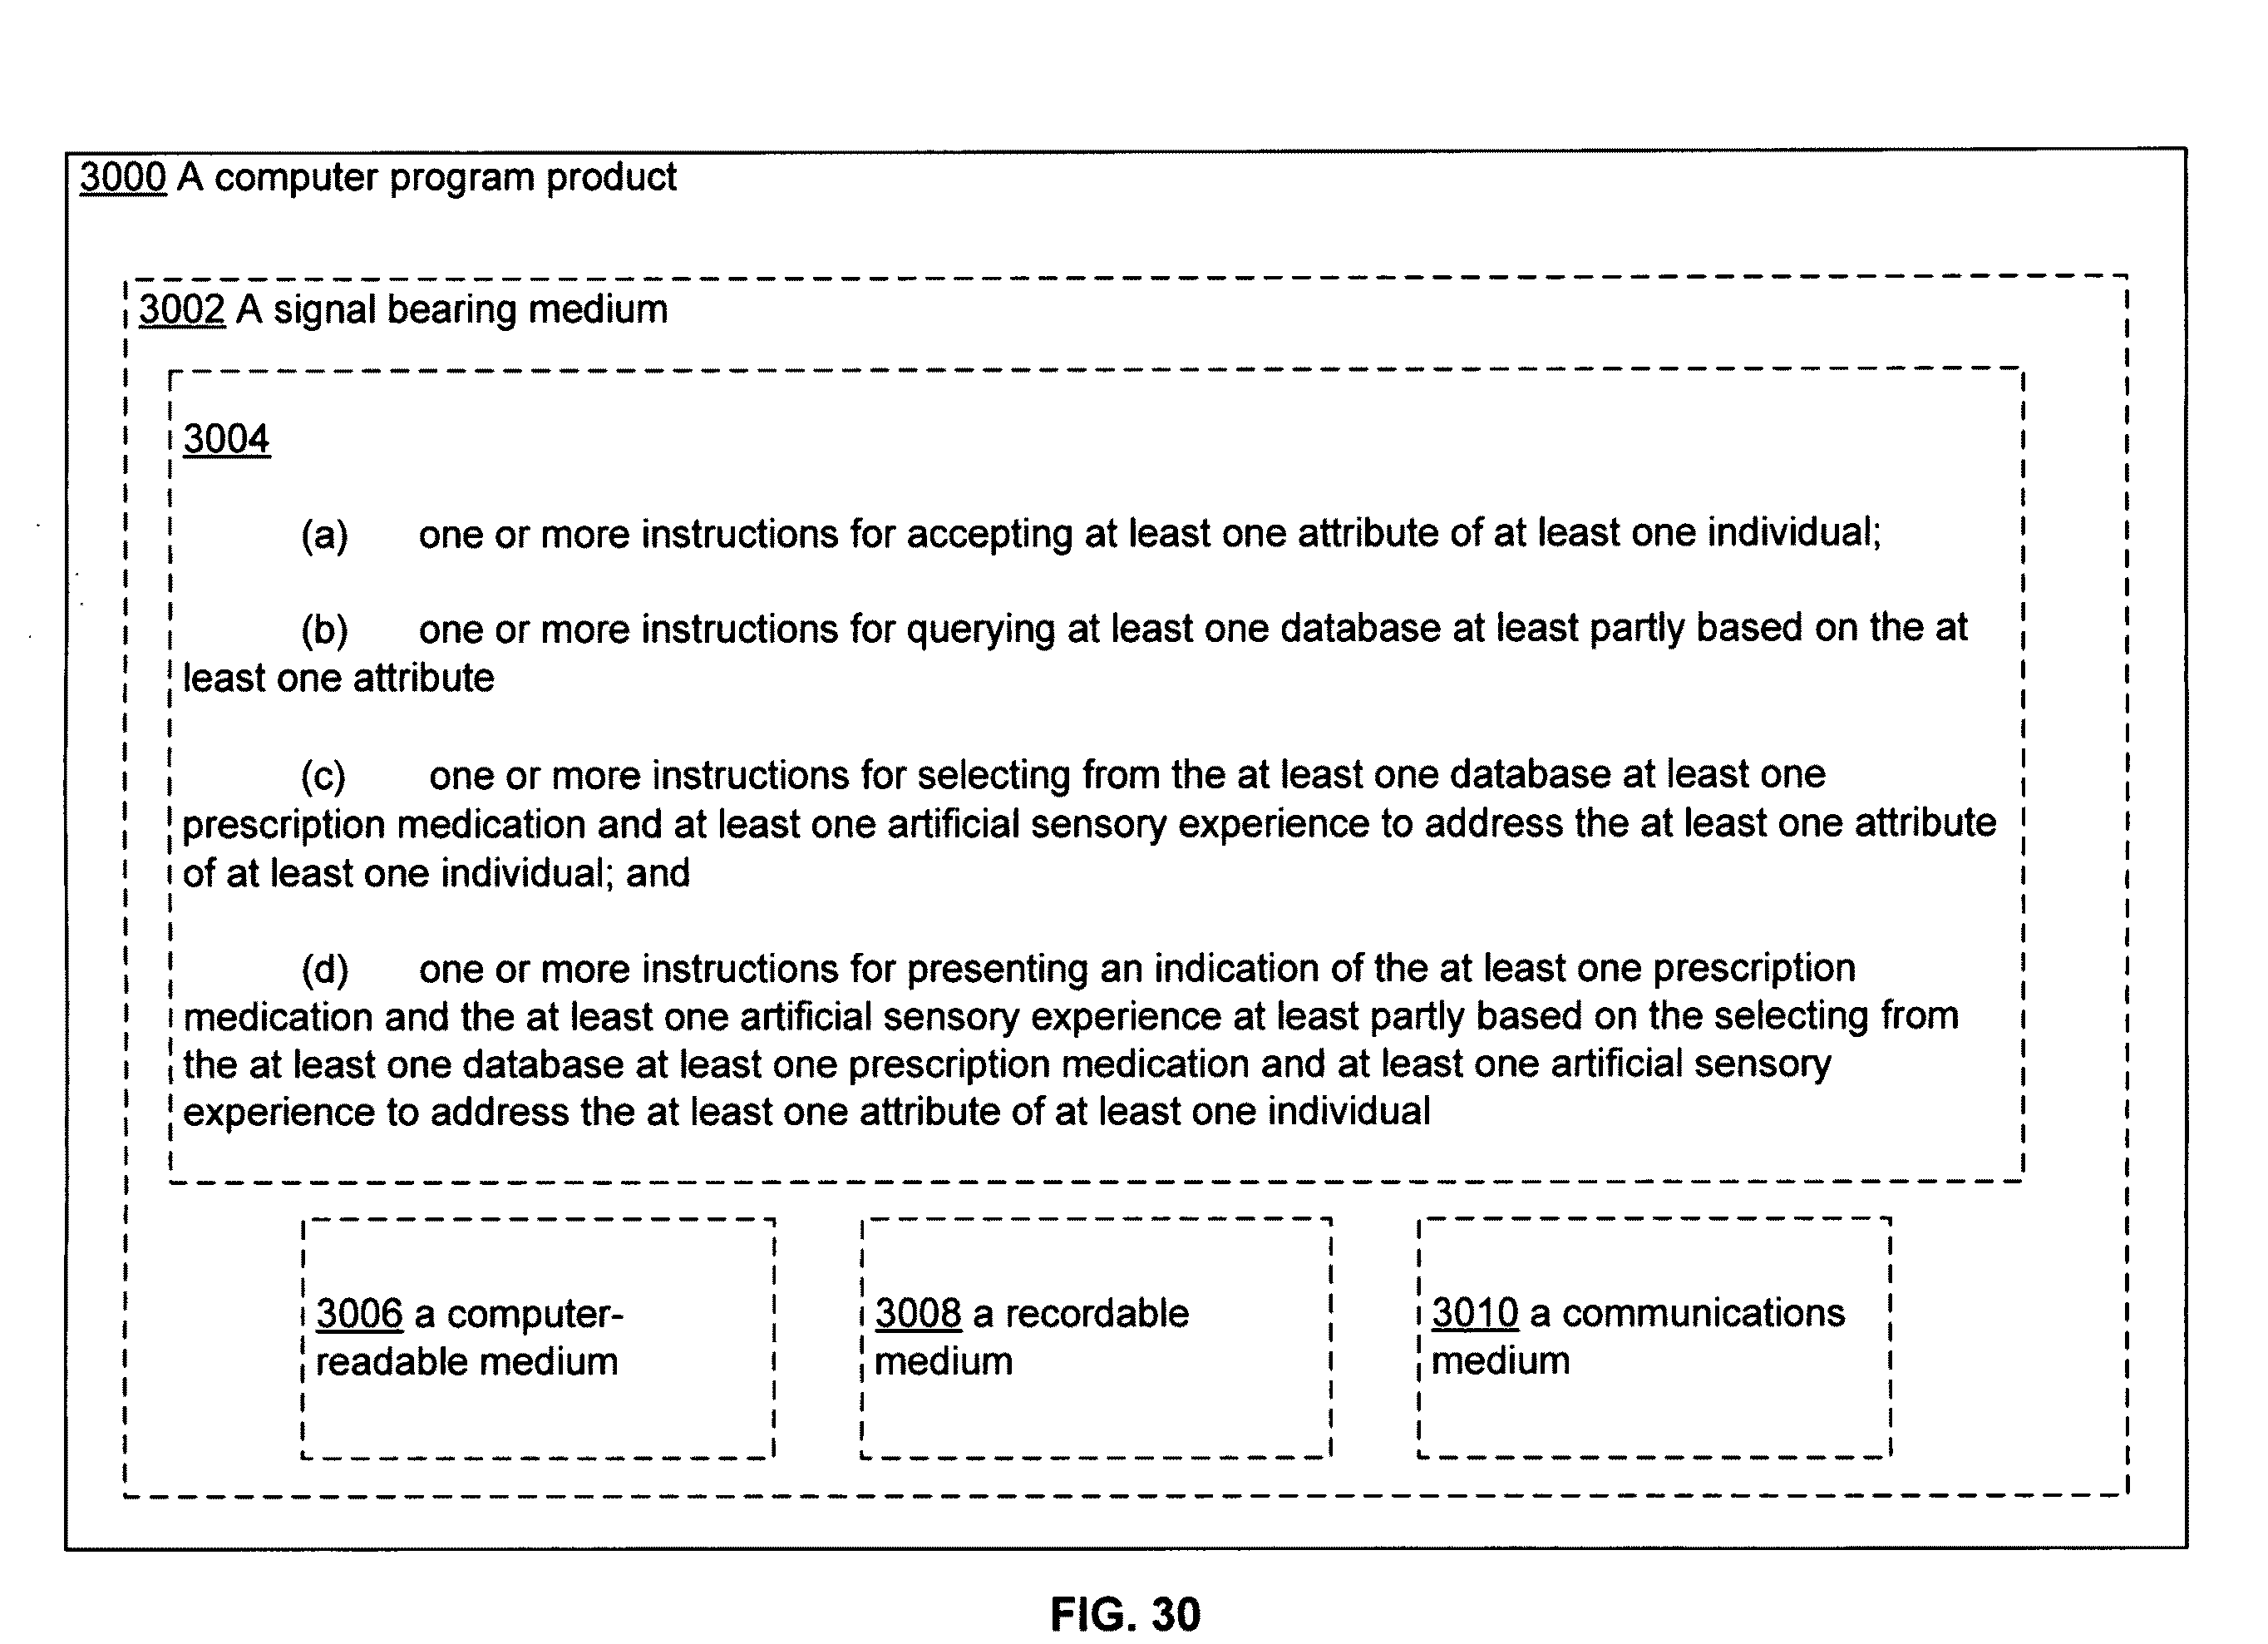 3000 A computer program product
3002 A signal bearing medium
3004
(a) one or more instructions for accepting at least one attribute of at least one individual;
(b) one or more instructions for querying at least one database at least partly based on the at
least one attribute
(c) one or more instructions for selecting from the at least one database at least one
prescription medication and at least one artificial sensory experience to address the at least one attribute
of at least one individual; and
(d) one or more instructions for presenting an indication of the at least one prescription
medication and the at least one artificial sensory experience at least partly based on the selecting from
the at least one database at least one prescription medication and at least one artificial sensory
experience to address the at least one attribute of at least one individual
3006 a computer-
readable medium
3008 a recordable
medium
3010 a communications
medium
FIG. 30